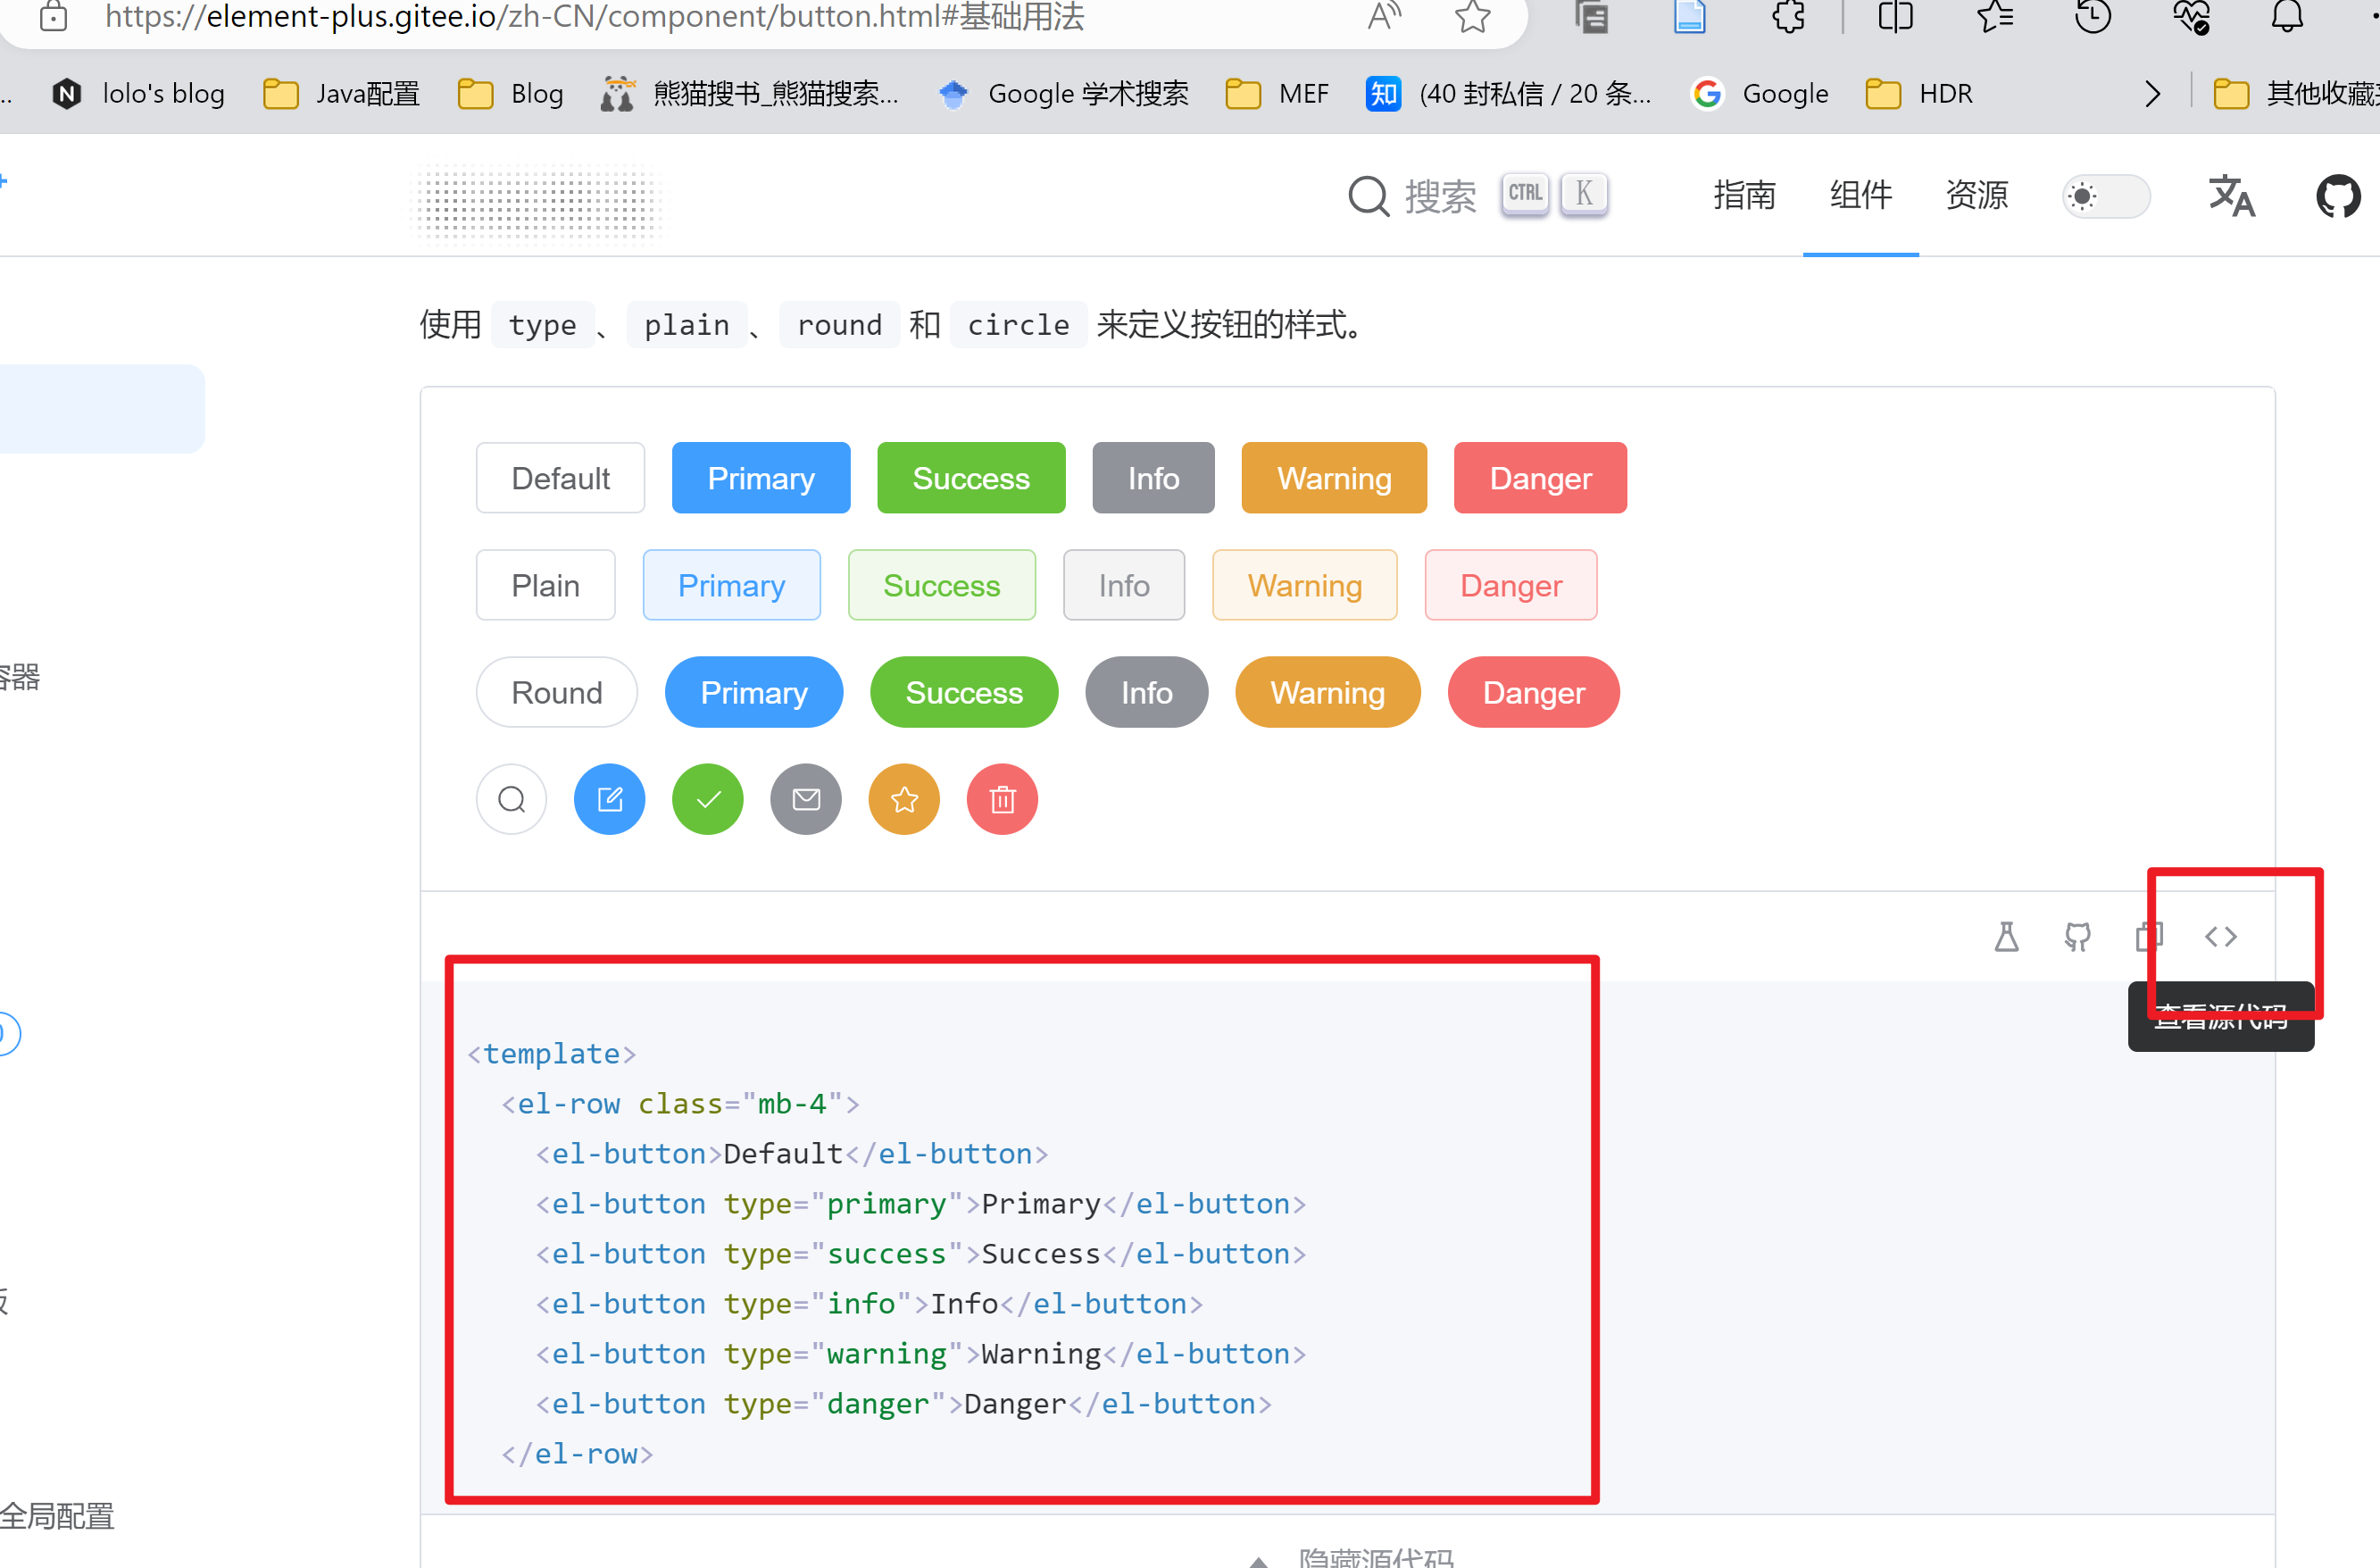 https://element-plus.gitee.io/zh-CN/component/button.html#基础用法
lolo's blog Java配置 Blog 熊猫搜书_熊猫搜索... Google 学术搜索 MEF (40 封私信 / 20 条... Google HDR 其他收藏
搜索 CTRL K 指南 组件 资源
使用 type、 plain、 round 和 circle 来定义按钮的样式。
Default Primary Success Info Warning Danger
Plain Primary Success Info Warning Danger
Round Primary Success Info Warning Danger
容器
查看源代码
<template>
<el-row class="mb-4">
<el-button>Default</el-button>
<el-button type="primary">Primary</el-button>
<el-button type="success">Success</el-button>
<el-button type="info">Info</el-button>
<el-button type="warning">Warning</el-button>
<el-button type="danger">Danger</el-button>
</el-row>
全局配置
隐藏源代码